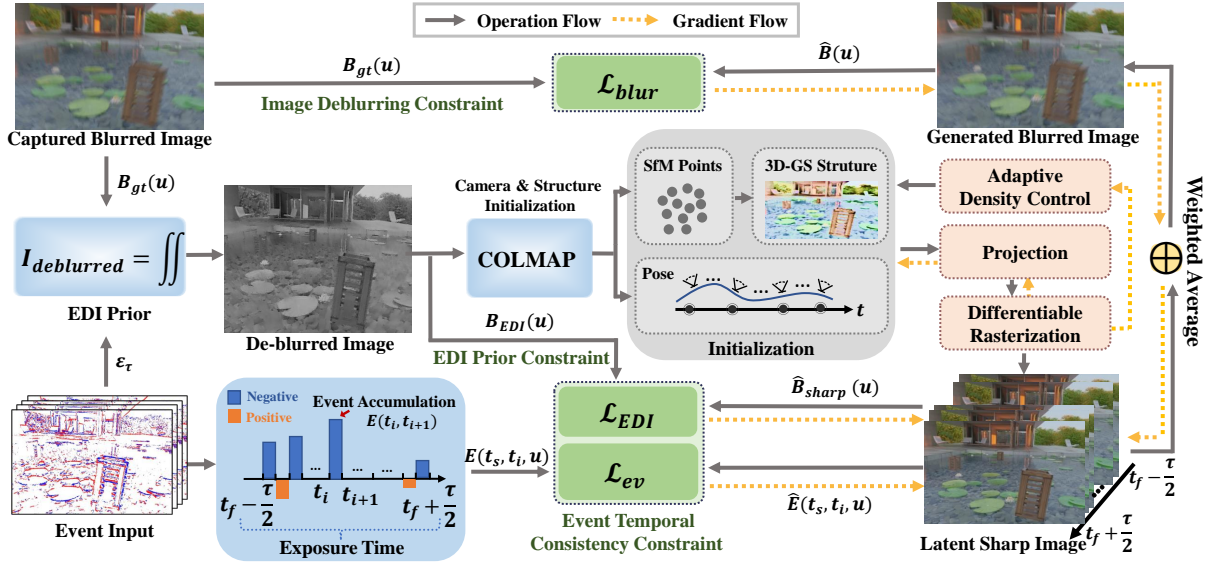 Operation Flow
Gradient Flow
B_gt(u)
Image Deblurring Constraint
ℒ_blur
B̂(u)
Captured Blurred Image
Generated Blurred Image
B_gt(u)
Camera & Structure
Initialization
SfM Points
3D-GS Struture
Adaptive
Density Control
Weighted Average
I_deblurred = ∬
EDI Prior
COLMAP
Projection
Pose
... ... ...
t
Differentiable
Rasterization
Initialization
De-blurred Image
B_EDI(u)
EDI Prior Constraint
ε_τ
Negative
Positive
Event Accumulation
E(t_i, t_{i+1})
... ... ...
t_i
t_{i+1}
t_f − τ/2
t_f + τ/2
Exposure Time
Event Input
E(t_s, t_i, u)
ℒ_EDI
ℒ_ev
B̂_sharp (u)
Ê(t_s, t_i, u)
Event Temporal
Consistency Constraint
...
t_f − τ/2
t_f + τ/2
Latent Sharp Image